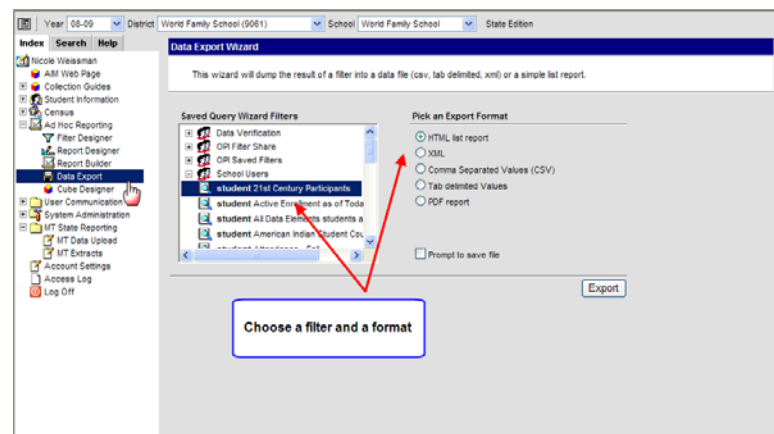 Year 08-09 District World Family School (9061) School World Family School State Edition
Index Search Help
Nicole Weissman
AIM Web Page
Collection Guides
Student Information
Census
Ad Hoc Reporting
Filter Designer
Report Designer
Report Builder
Data Export
Cube Designer
User Communication
System Administration
MT State Reporting
MT Data Upload
MT Extracts
Account Settings
Access Log
Log Off
Data Export Wizard
This wizard will dump the result of a filter into a data file (csv, tab delimited, xml) or a simple list report.
Saved Query Wizard Filters
Data Verification
OPI Filter Share
OPI Saved Filters
School Users
student 21st Century Participants
student Active Enrollment as of Toda
student All Data Elements students a
student American Indian Student Cou
student Attendance
Pick an Export Format
HTML list report
XML
Comma Separated Values (CSV)
Tab delimited Values
PDF report
Prompt to save file
Export
Choose a filter and a format